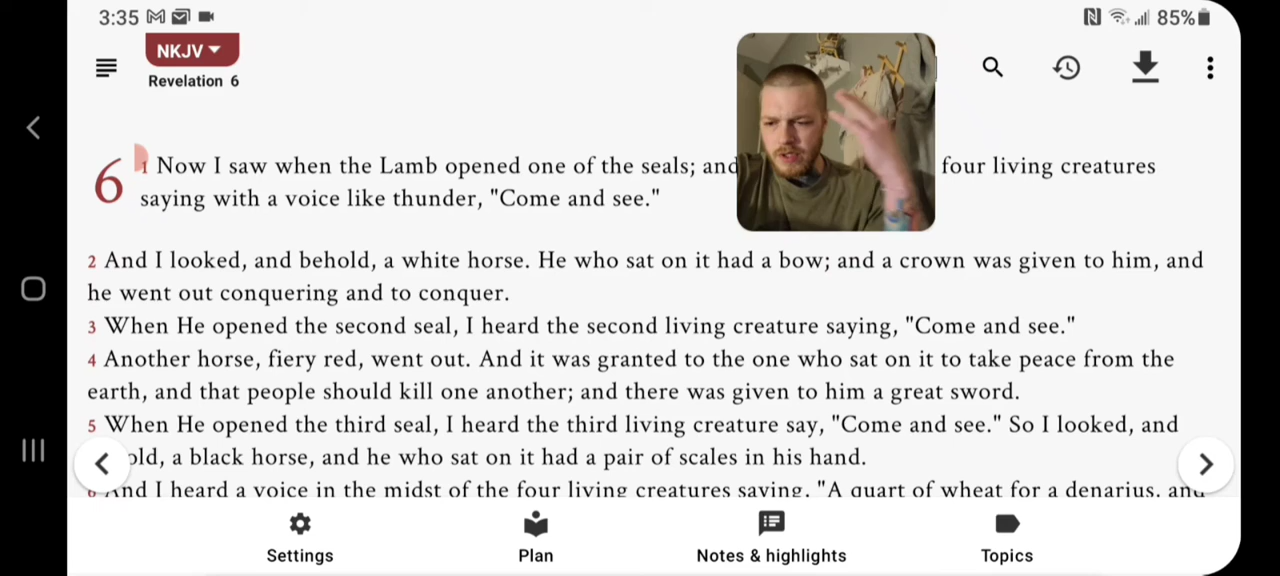 3:35
85%
NKJV
Revelation 6
6 1 Now I saw when the Lamb opened one of the seals; and four living creatures
saying with a voice like thunder, "Come and see."
2 And I looked, and behold, a white horse. He who sat on it had a bow; and a crown was given to him, and
he went out conquering and to conquer.
3 When He opened the second seal, I heard the second living creature saying, "Come and see."
4 Another horse, fiery red, went out. And it was granted to the one who sat on it to take peace from the
earth, and that people should kill one another; and there was given to him a great sword.
5 When He opened the third seal, I heard the third living creature say, "Come and see." So I looked, and
old, a black horse, and he who sat on it had a pair of scales in his hand.
6 And I heard a voice in the midst of the four living creatures saying, "A quart of wheat for a denarius, and
Settings
Plan
Notes & highlights
Topics